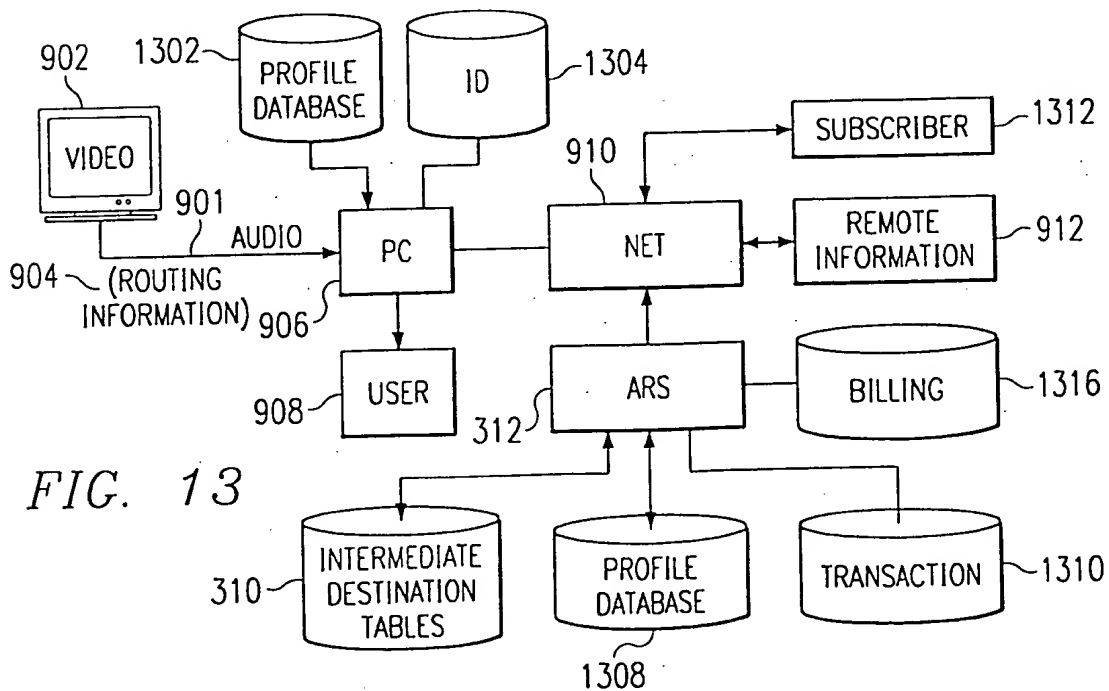 1302
PROFILE
DATABASE
ID
1304
902
VIDEO
901
AUDIO
904
(ROUTING
INFORMATION)
PC
906
USER
908
910
NET
SUBSCRIBER
1312
REMOTE
INFORMATION
912
ARS
312
BILLING
1316
FIG. 13
INTERMEDIATE
DESTINATION
TABLES
310
PROFILE
DATABASE
1308
TRANSACTION
1310